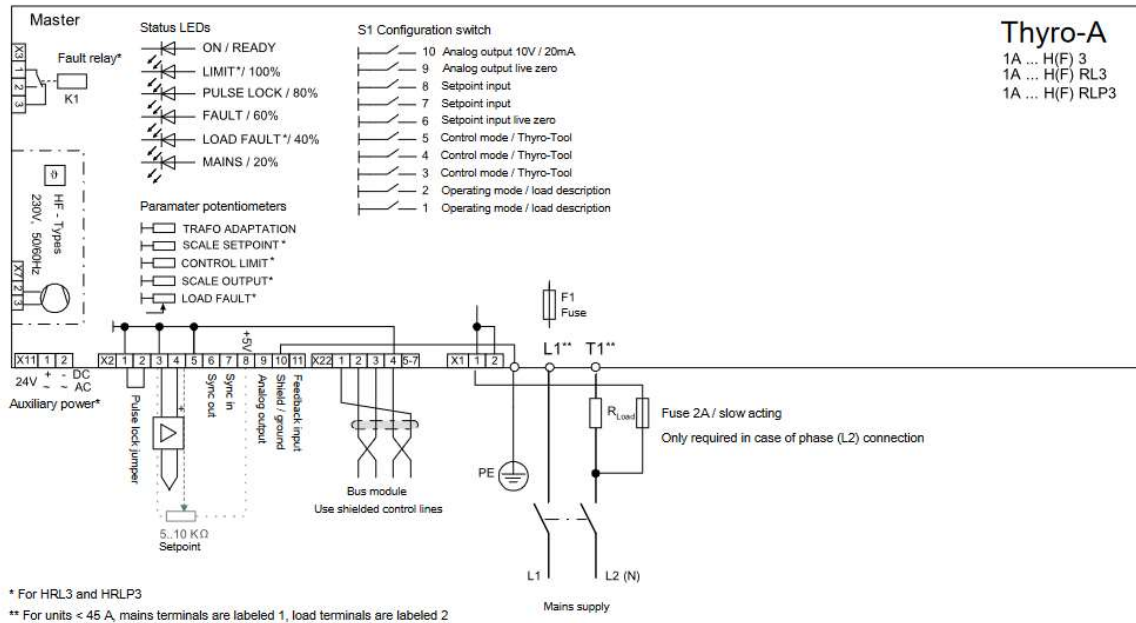 Master
Thyro-A
1A ... H(F) 3
1A ... H(F) RL3
1A ... H(F) RLP3
X3
1
2
3
Fault relay*
K1
Status LEDs
ON / READY
LIMIT*/ 100%
PULSE LOCK / 80%
FAULT / 60%
LOAD FAULT*/ 40%
MAINS / 20%
S1 Configuration switch
10 Analog output 10V / 20mA
9 Analog output live zero
8 Setpoint input
7 Setpoint input
6 Setpoint input live zero
5 Control mode / Thyro-Tool
4 Control mode / Thyro-Tool
3 Control mode / Thyro-Tool
2 Operating mode / load description
1 Operating mode / load description
HF - Types
230V, 50/60Hz
X7 2 3
Paramater potentiometers
TRAFO ADAPTATION
SCALE SETPOINT*
CONTROL LIMIT*
SCALE OUTPUT*
LOAD FAULT*
F1
Fuse
+5V
L1** T1**
X11 1 2
X2 1 2 3 4 5 6 7 8 9 10 11
X22 1 2 3 4 5-7
X1 1 2
24V + - DC
~ ~ AC
Auxiliary power*
Pulse lock jumper
+
Sync out
Sync in
Analog output
Shield / ground
Feedback input
RLoad
Fuse 2A / slow acting
Only required in case of phase (L2) connection
PE
Bus module
Use shielded control lines
5..10 KΩ
Setpoint
L1 L2 (N)
Mains supply
* For HRL3 and HRLP3
** For units < 45 A, mains terminals are labeled 1, load terminals are labeled 2